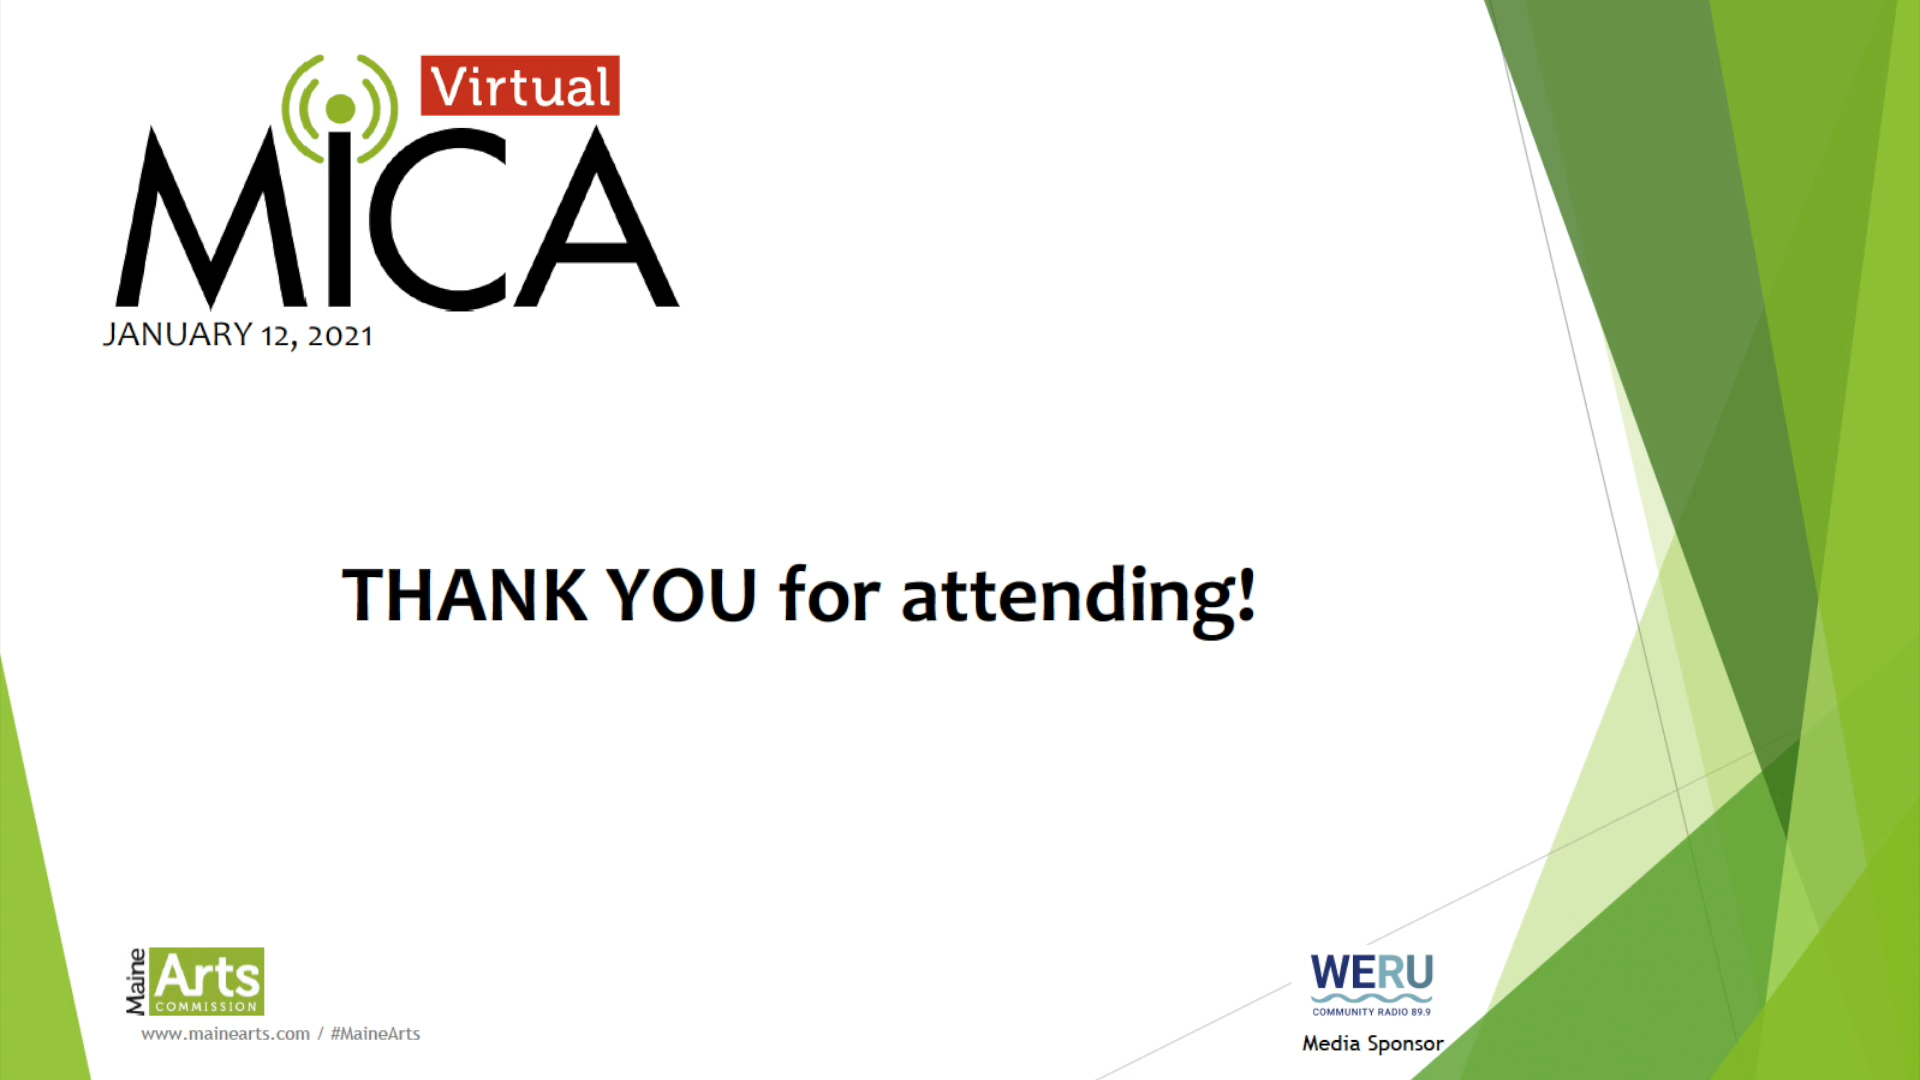 Virtual
MiCA
JANUARY 12, 2021
THANK YOU for attending!
Maine
Arts
COMMISSION
www.mainearts.com / #MaineArts
WERU
COMMUNITY RADIO 89.9
Media Sponsor